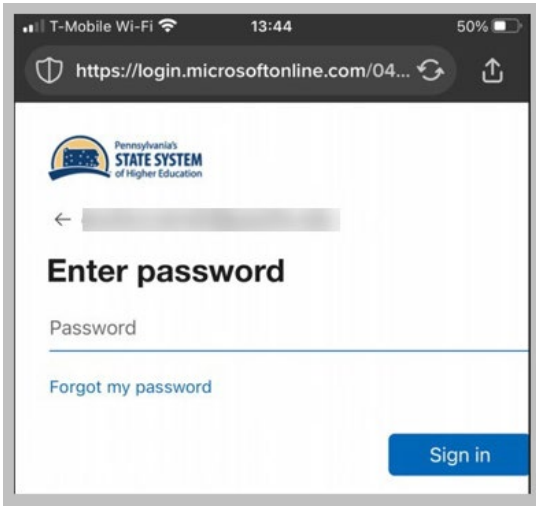 T-Mobile Wi-Fi 13:44 50%
https://login.microsoftonline.com/04...
Pennsylvania's
STATE SYSTEM
of Higher Education
Enter password
Password
Forgot my password
Sign in